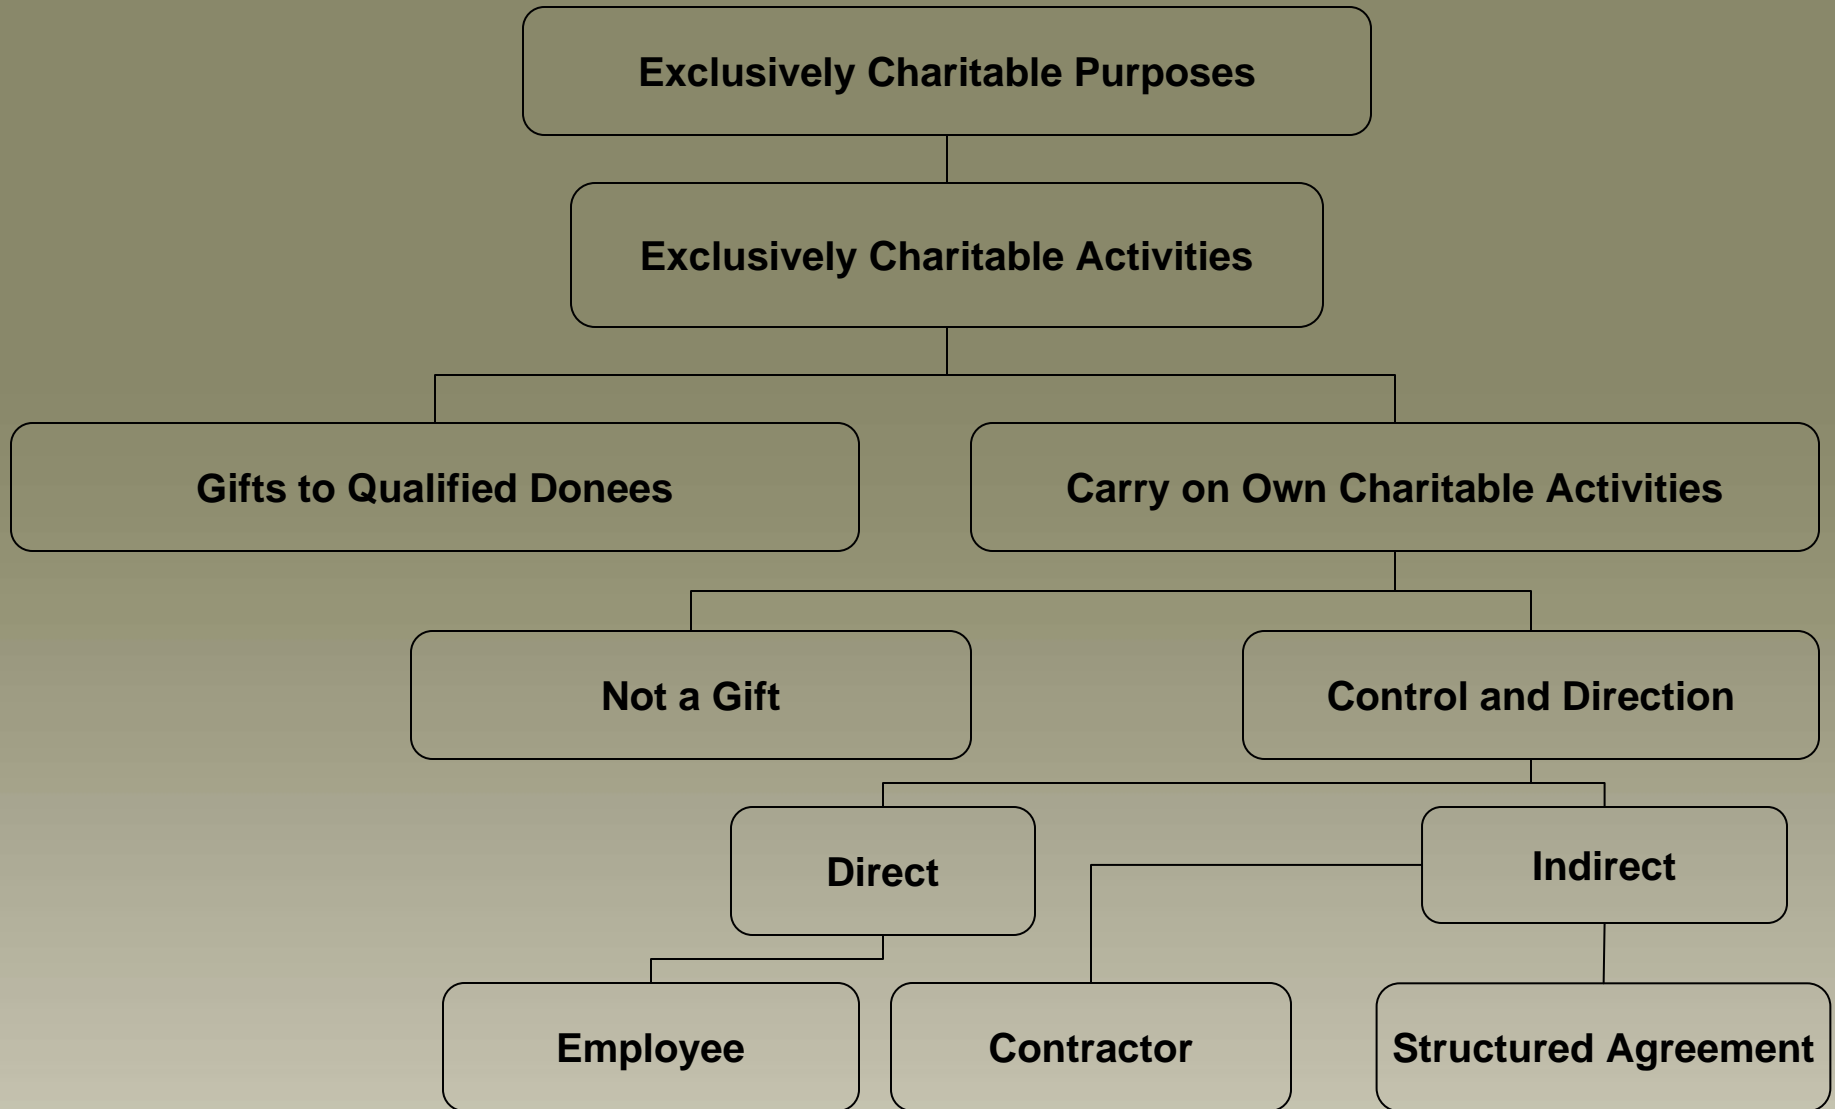 Exclusively Charitable Purposes
Exclusively Charitable Activities
Gifts to Qualified Donees
Carry on Own Charitable Activities
Not a Gift
Control and Direction
Direct
Indirect
Employee
Contractor
Structured Agreement